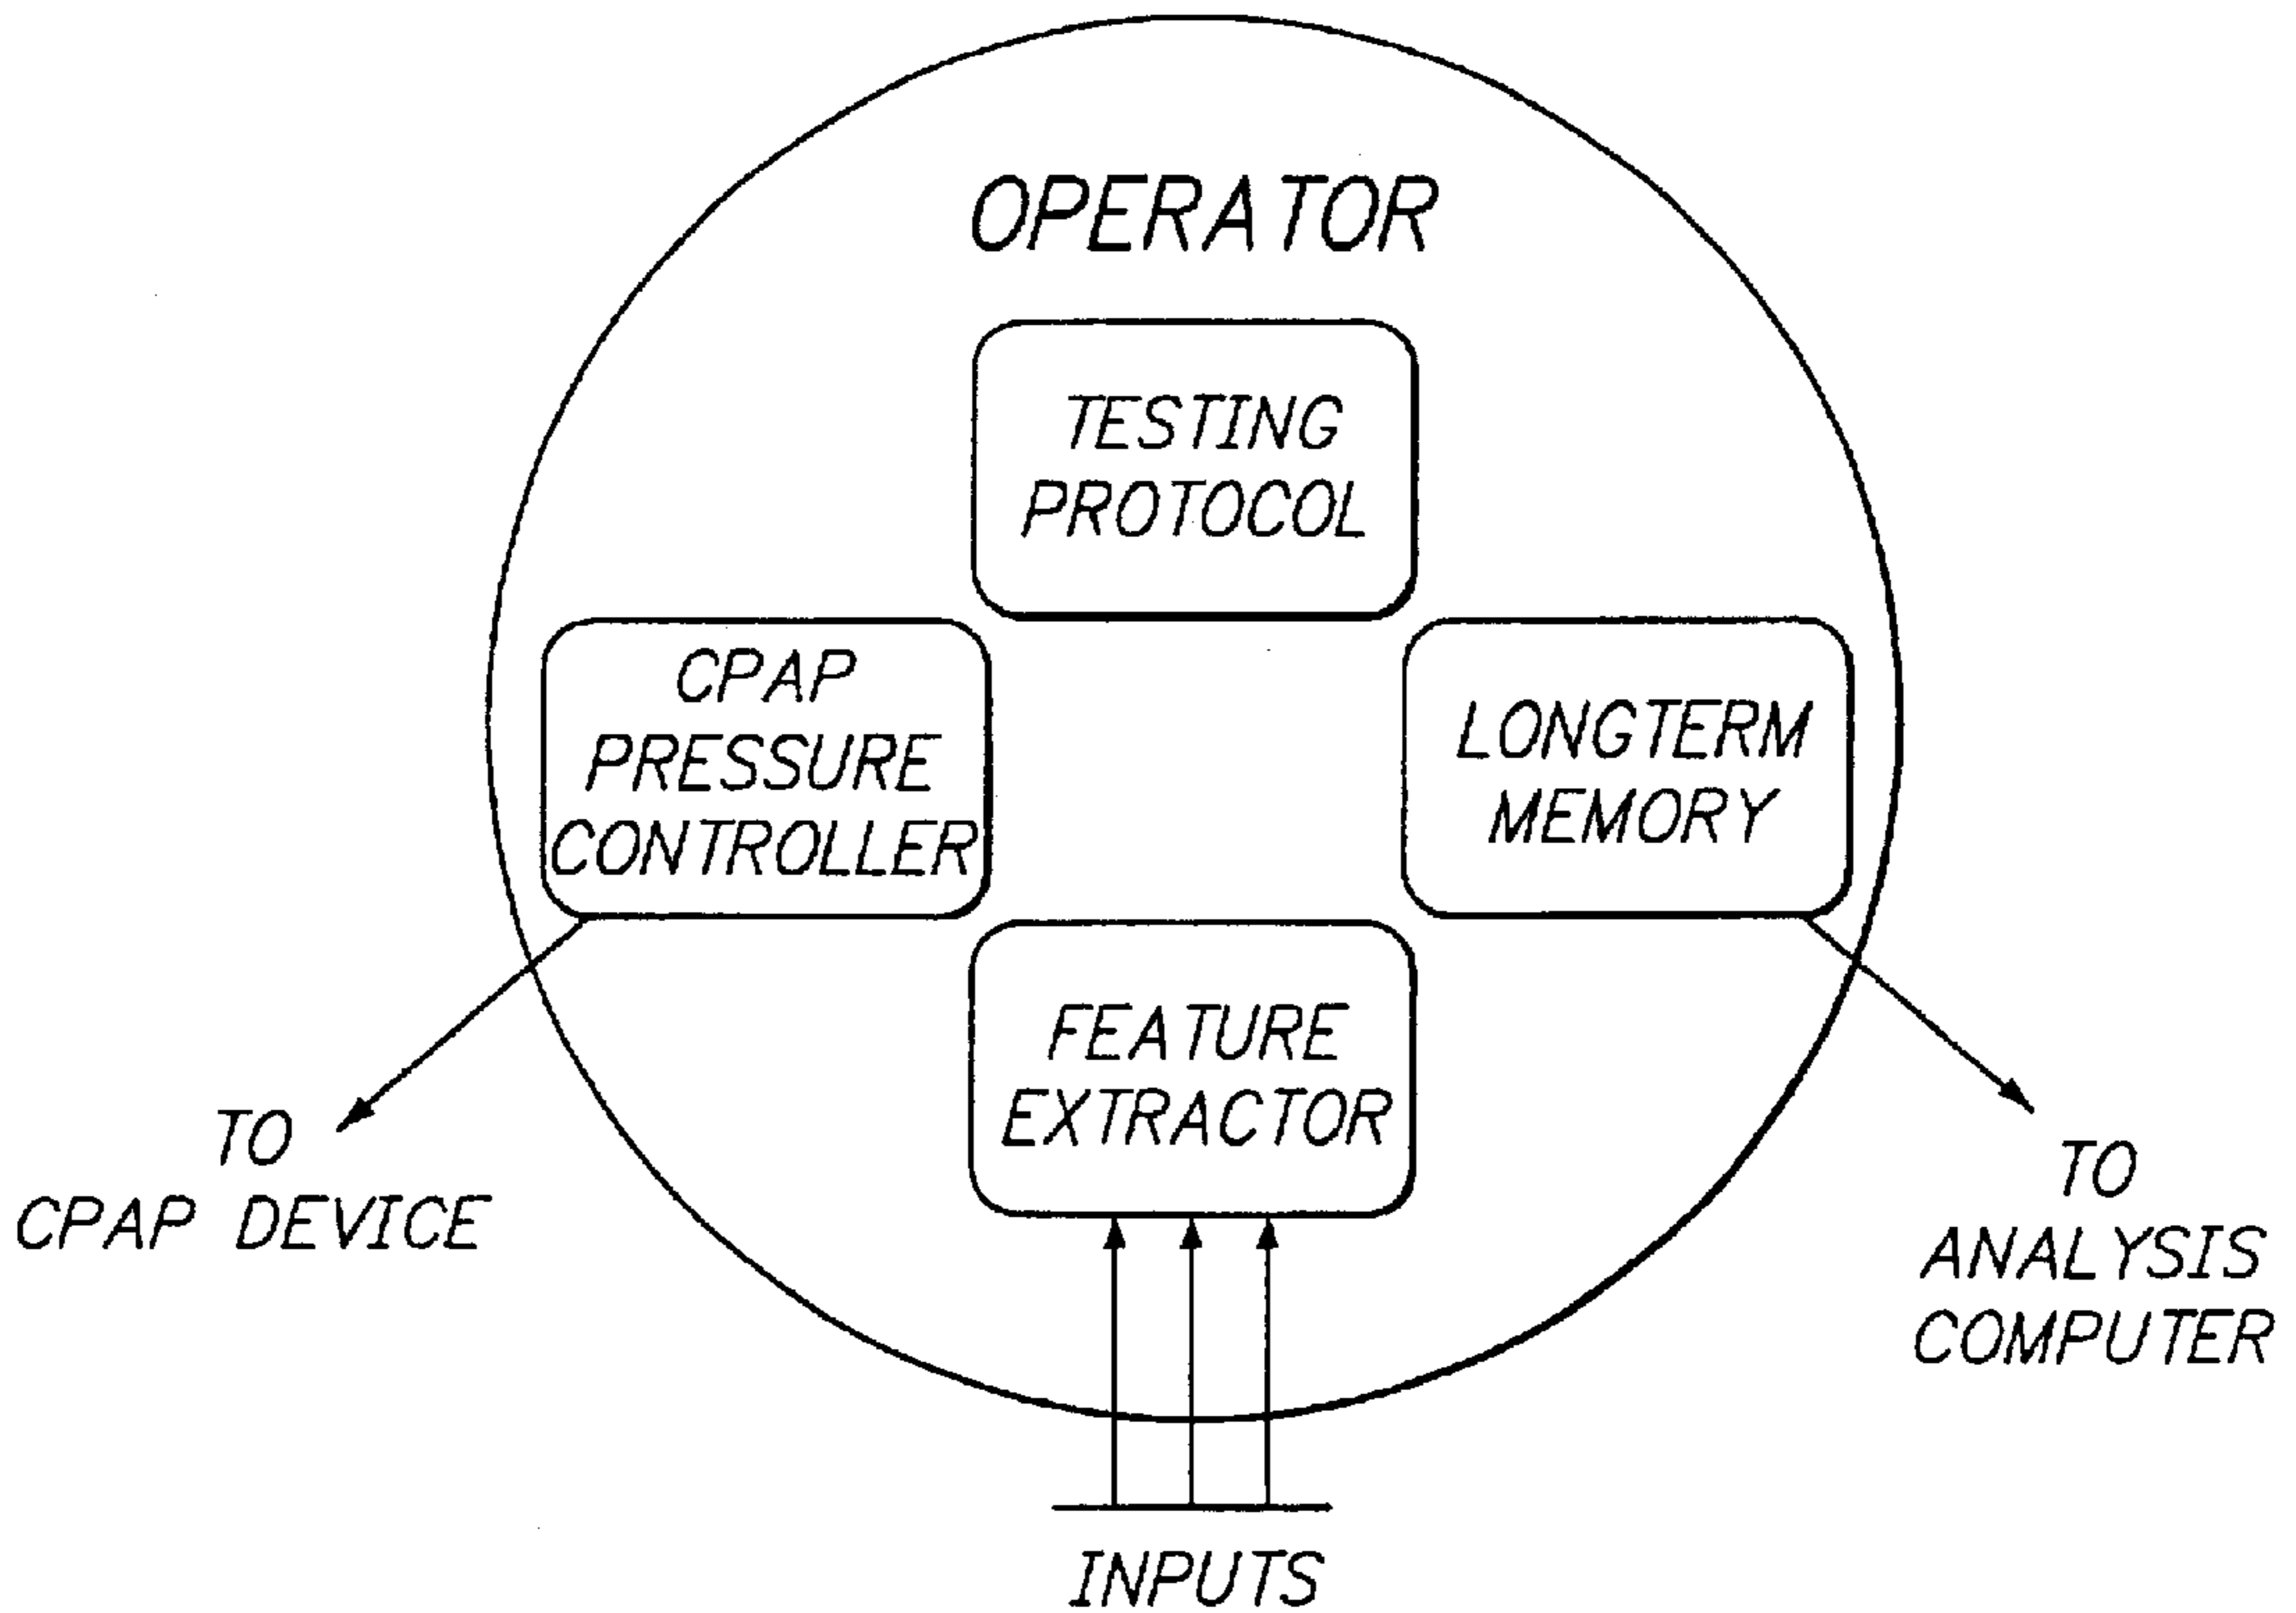 OPERATOR
TESTING
PROTOCOL
CPAP
PRESSURE
CONTROLLER
LONGTERM
MEMORY
FEATURE
EXTRACTOR
TO
CPAP DEVICE
TO
ANALYSIS
COMPUTER
INPUTS